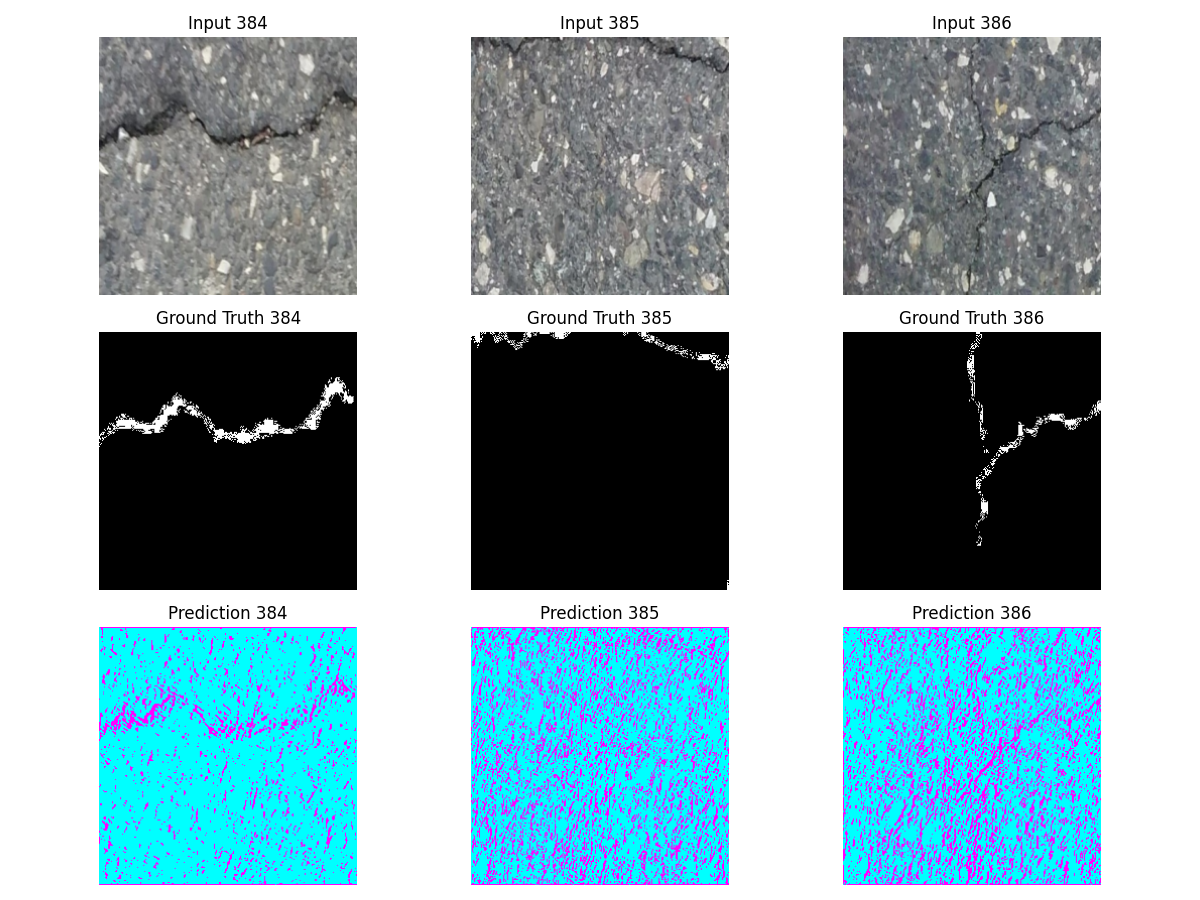 Input 384
Input 385
Input 386
Ground Truth 384
Ground Truth 385
Ground Truth 386
Prediction 384
Prediction 385
Prediction 386